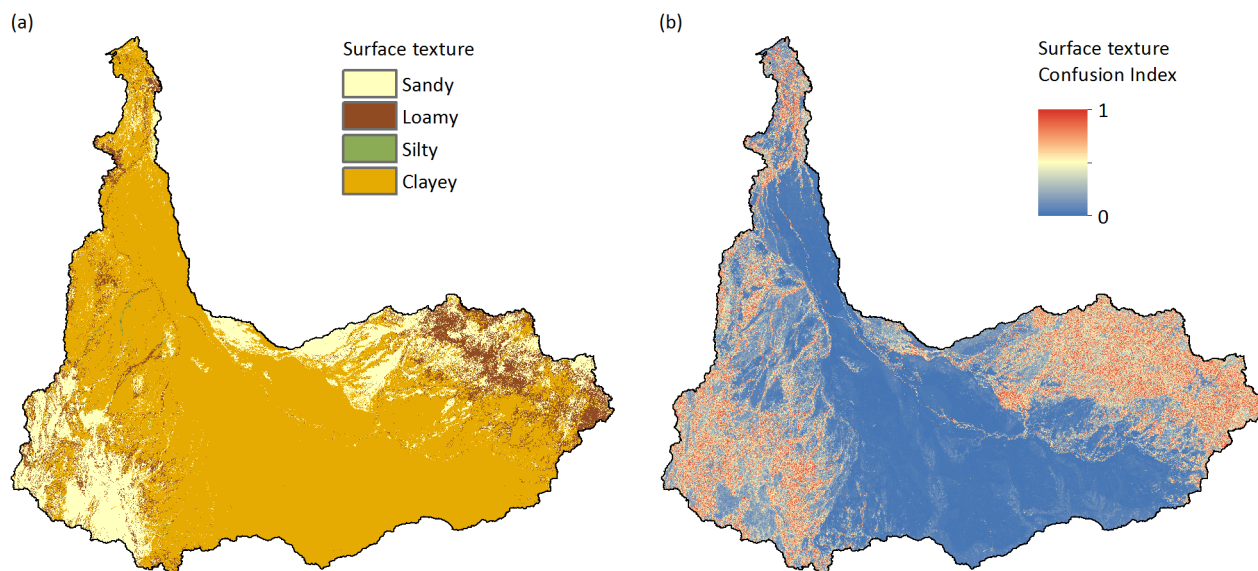 (a)
Surface texture
Sandy
Loamy
Silty
Clayey
(b)
Surface texture
Confusion Index
1
0